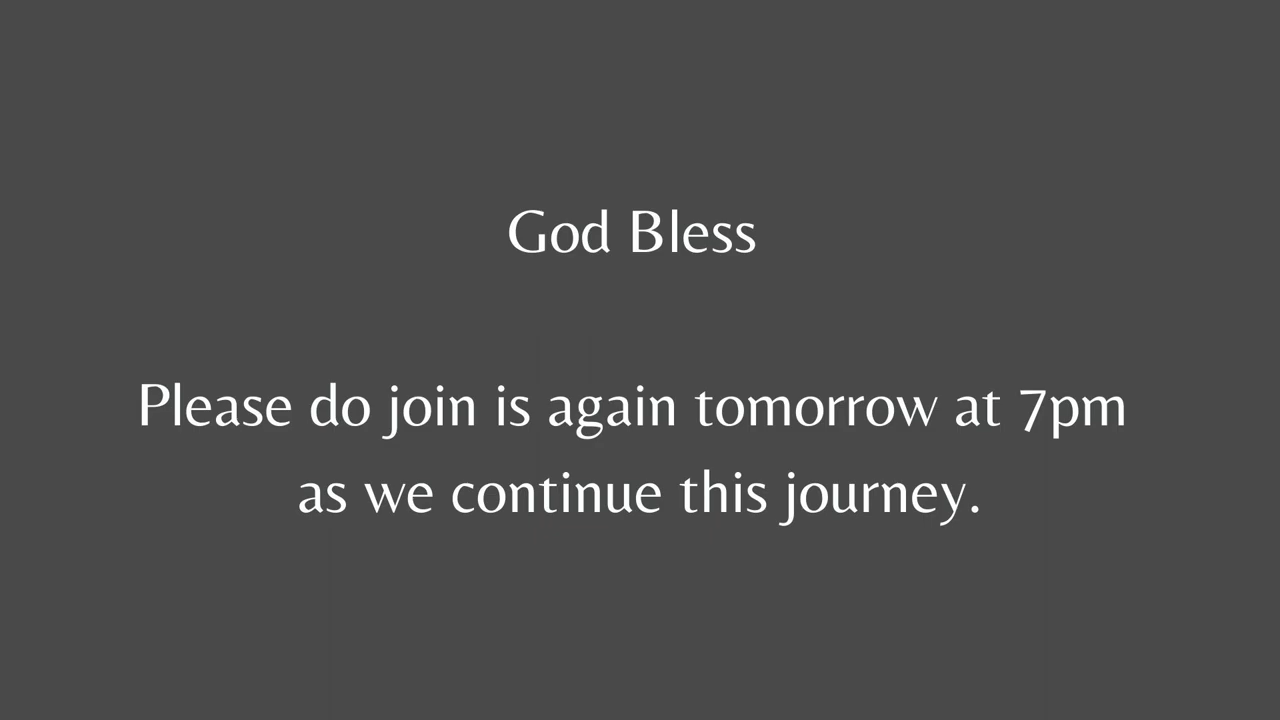 God Bless
Please do join is again tomorrow at 7pm
as we continue this journey.